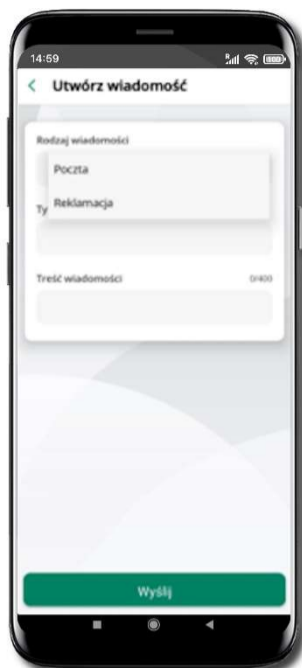 14:59
Utwórz wiadomość
Rodzaj wiadomości
Poczta
Ty
Reklamacja
Treść wiadomości 0/400
Wyślij